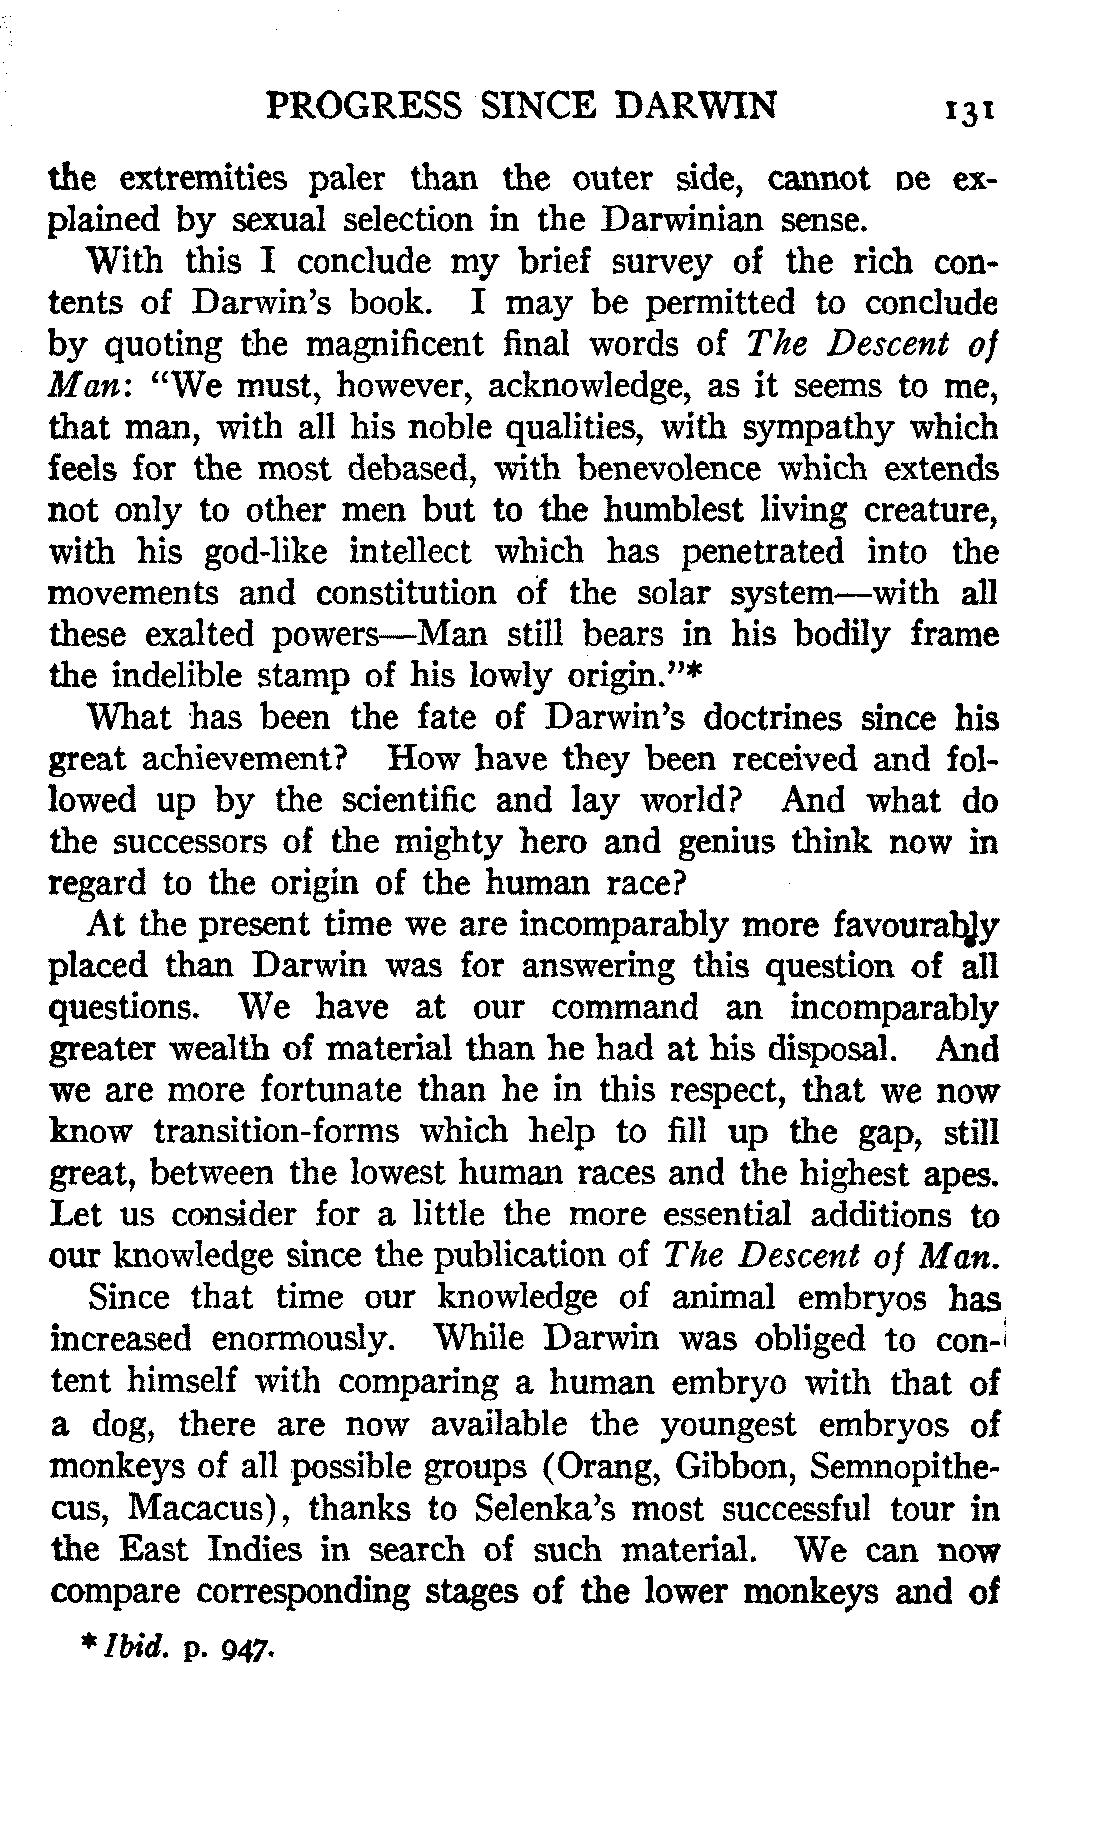 PROGRESS SINCE DARWIN 131
the extremities paler than the outer side, cannot be ex-
plained by sexual selection in the Darwinian sense.
With this I conclude my brief survey of the rich con-
tents of Darwin's book. I may be permitted to conclude
by quoting the magnificent final words of The Descent of
Man: "We must, however, acknowledge, as it seems to me,
that man, with all his noble qualities, with sympathy which
feels for the most debased, with benevolence which extends
not only to other men but to the humblest living creature,
with his god-like intellect which has penetrated into the
movements and constitution of the solar system—with all
these exalted powers—Man still bears in his bodily frame
the indelible stamp of his lowly origin."*
What has been the fate of Darwin's doctrines since his
great achievement? How have they been received and fol-
lowed up by the scientific and lay world? And what do
the successors of the mighty hero and genius think now in
regard to the origin of the human race?
At the present time we are incomparably more favourably
placed than Darwin was for answering this question of all
questions. We have at our command an incomparably
greater wealth of material than he had at his disposal. And
we are more fortunate than he in this respect, that we now
know transition-forms which help to fill up the gap, still
great, between the lowest human races and the highest apes.
Let us consider for a little the more essential additions to
our knowledge since the publication of The Descent of Man.
Since that time our knowledge of animal embryos has
increased enormously. While Darwin was obliged to con-
tent himself with comparing a human embryo with that of
a dog, there are now available the youngest embryos of
monkeys of all possible groups (Orang, Gibbon, Semnopithe-
cus, Macacus), thanks to Selenka's most successful tour in
the East Indies in search of such material. We can now
compare corresponding stages of the lower monkeys and of
* Ibid. p. 947.